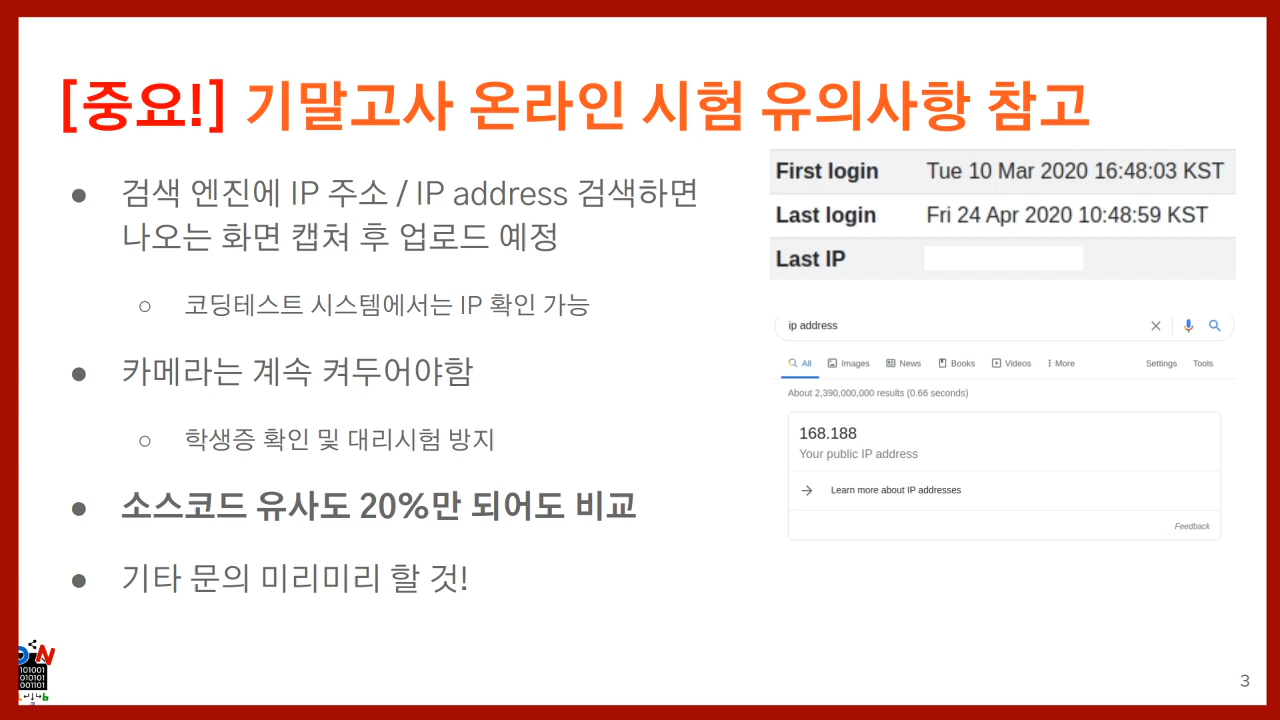 [중요!] 기말고사 온라인 시험 유의사항 참고
● 검색 엔진에 IP 주소 / IP address 검색하면
나오는 화면 캡쳐 후 업로드 예정
○ 코딩테스트 시스템에서는 IP 확인 가능
● 카메라는 계속 켜두어야함
○ 학생증 확인 및 대리시험 방지
● 소스코드 유사도 20%만 되어도 비교
● 기타 문의 미리미리 할 것!
First login Tue 10 Mar 2020 16:48:03 KST
Last login Fri 24 Apr 2020 10:48:59 KST
Last IP
ip address
All Images News Books Videos More Settings Tools
About 2,390,000,000 results (0.66 seconds)
168.188
Your public IP address
Learn more about IP addresses
Feedback
101001
010101
001101
3